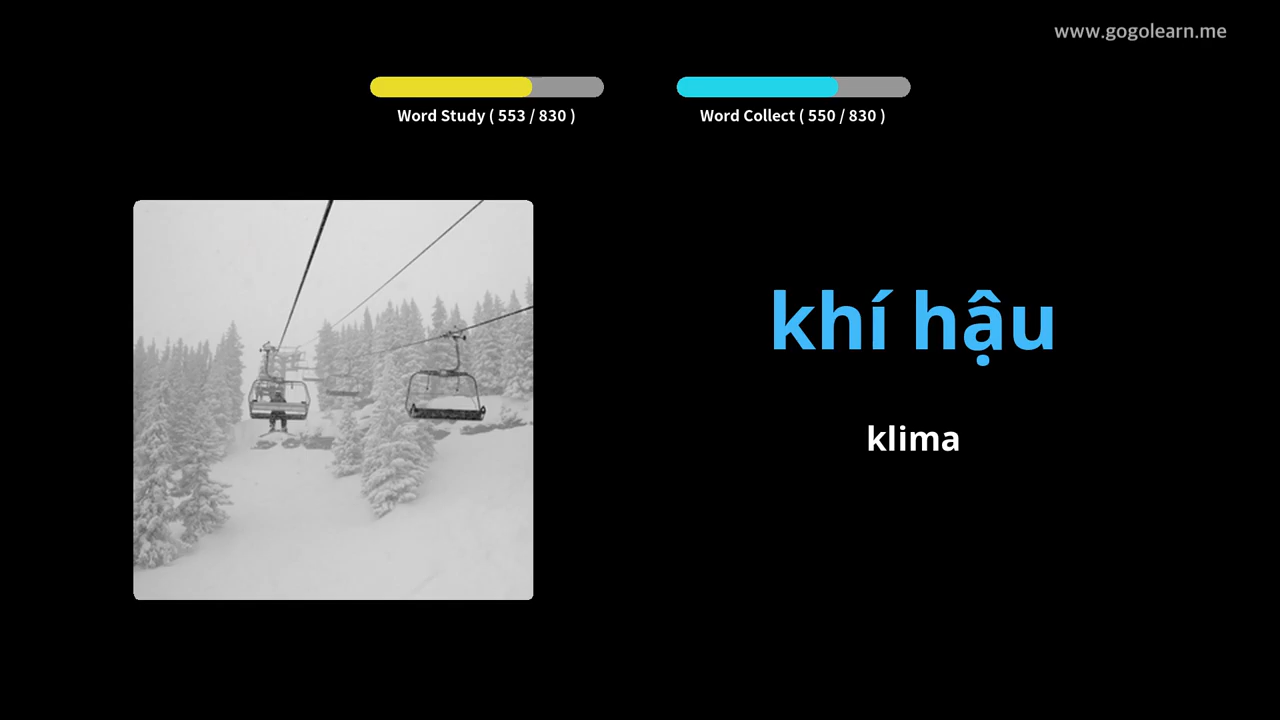 www.gogolearn.me
Word Study ( 553 / 830 )
Word Collect ( 550 / 830 )
khí hậu
klima